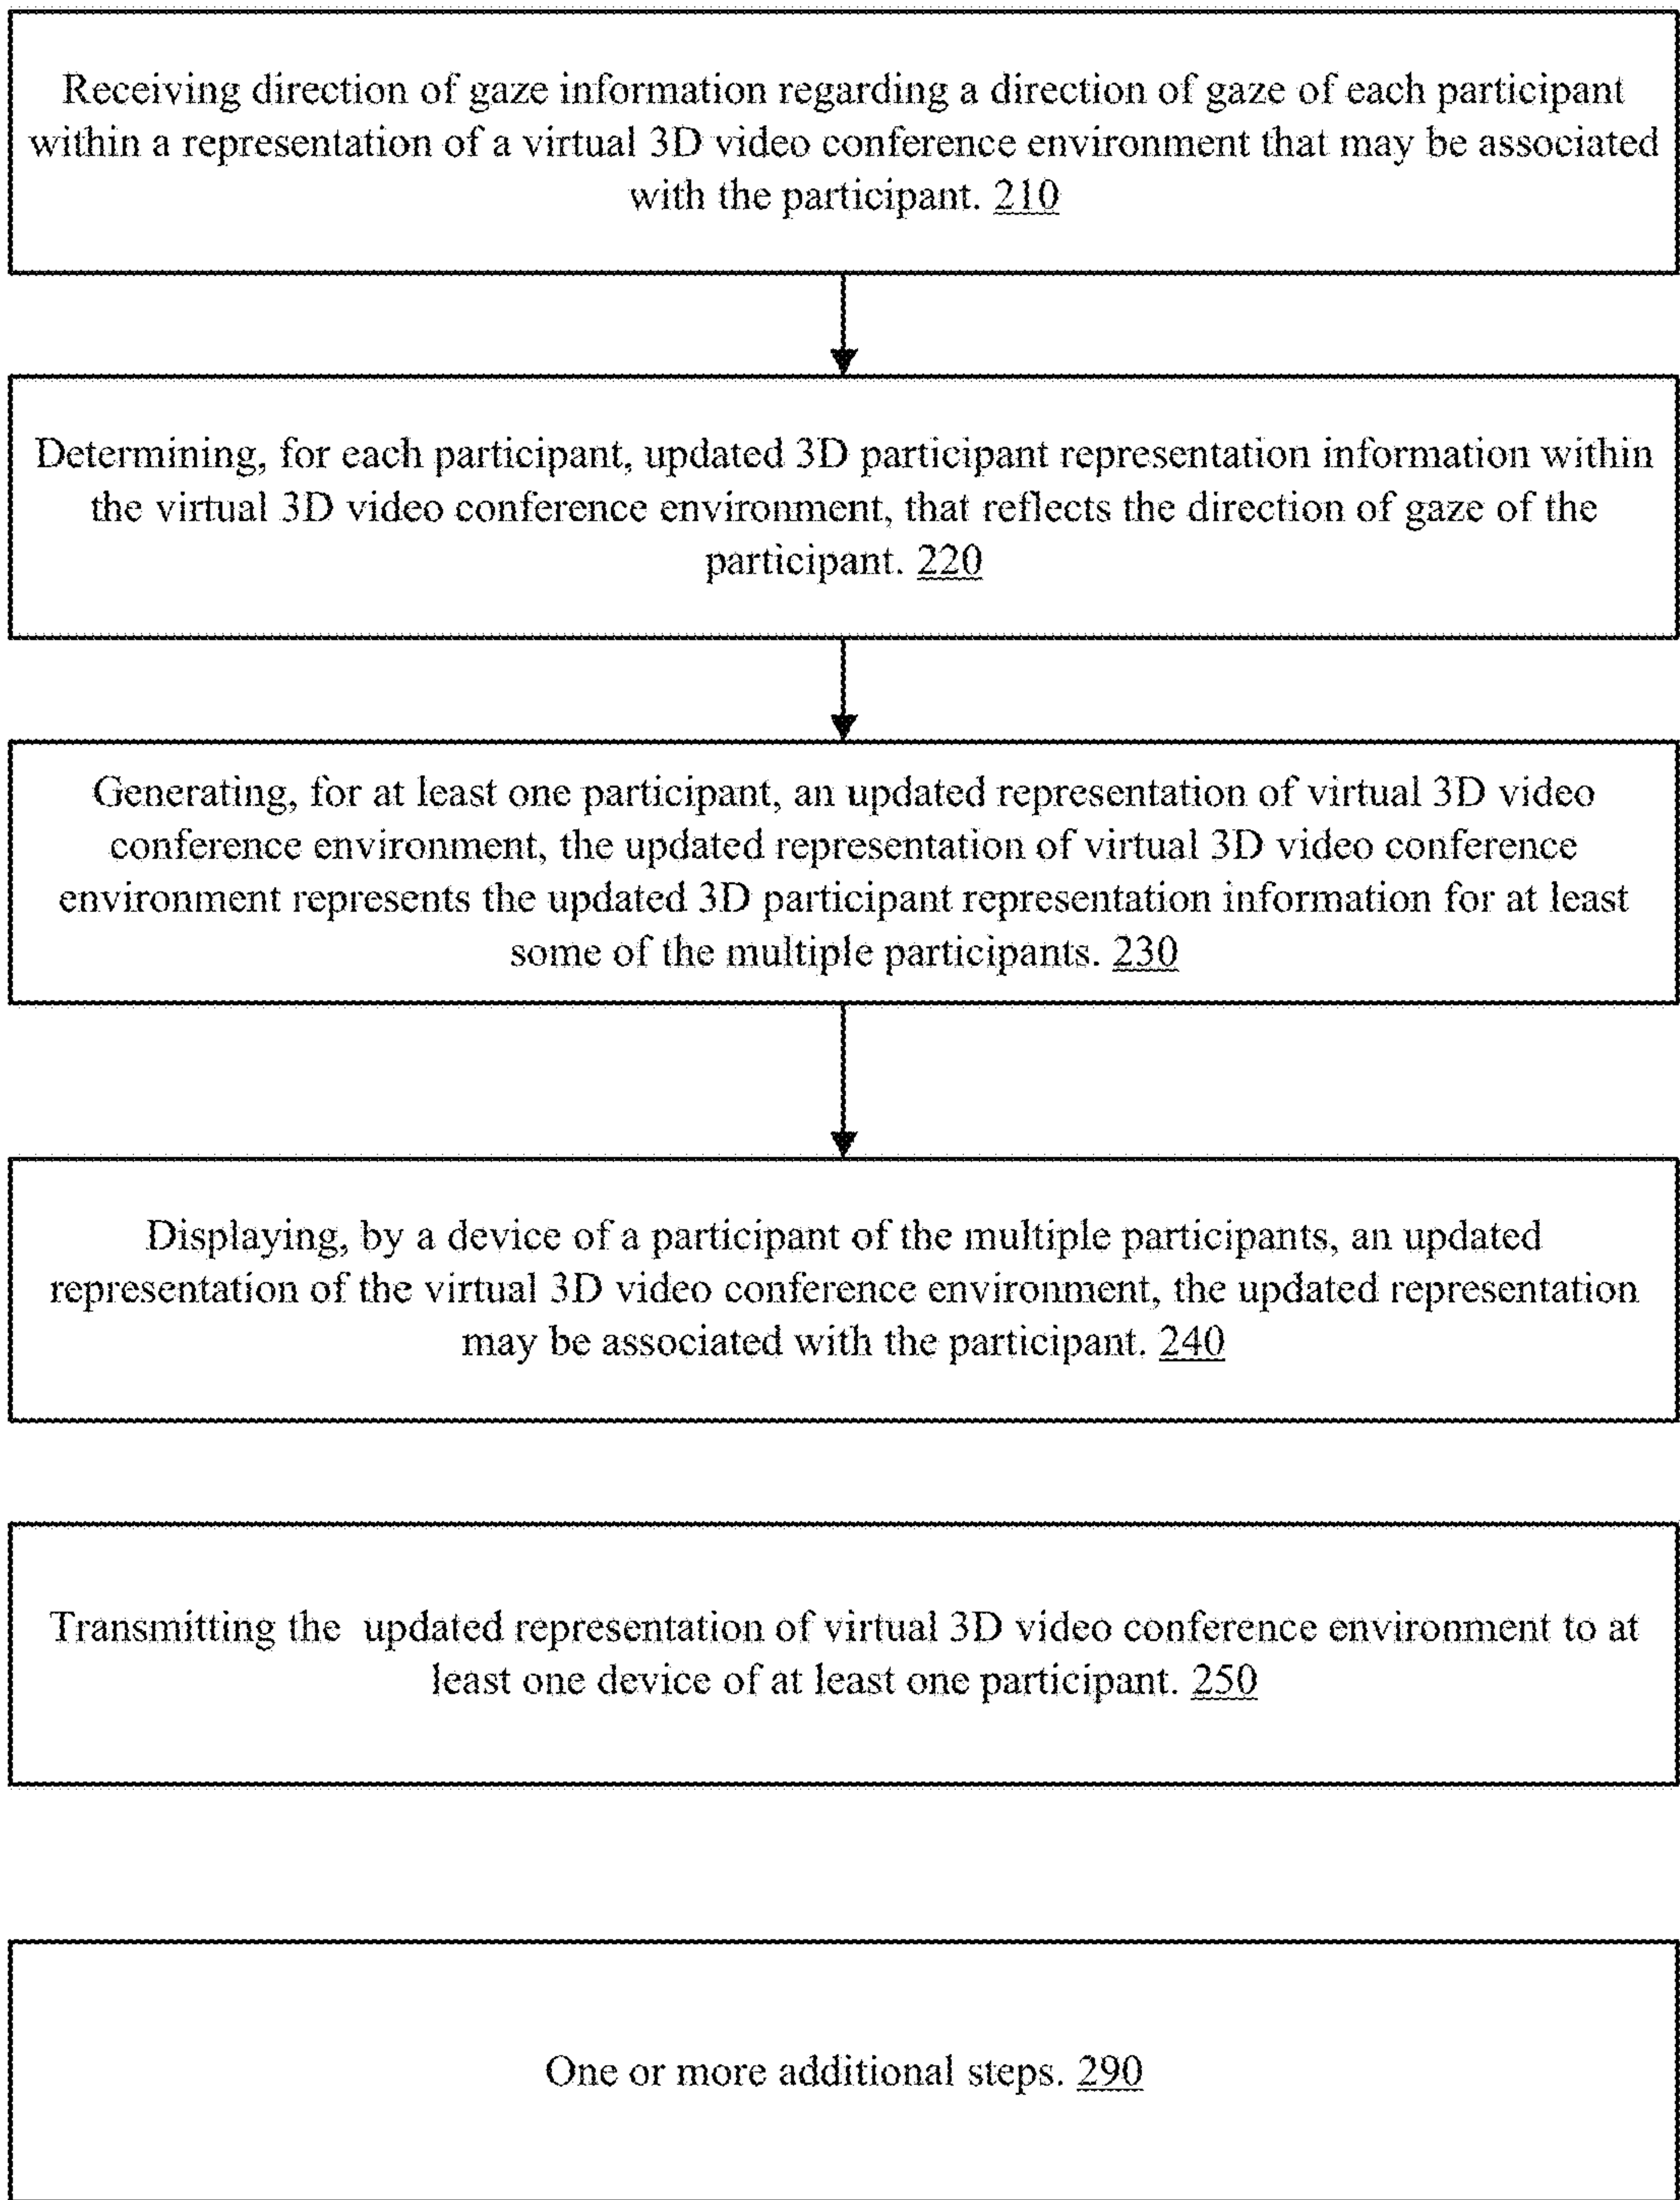 Receiving direction of gaze information regarding a direction of gaze of each participant
within a representation of a virtual 3D video conference environment that may be associated
with the participant. 210
Determining, for each participant, updated 3D participant representation information within
the virtual 3D video conference environment, that reflects the direction of gaze of the
participant. 220
Generating, for at least one participant, an updated representation of virtual 3D video
conference environment, the updated representation of virtual 3D video conference
environment represents the updated 3D participant representation information for at least
some of the multiple participants. 230
Displaying, by a device of a participant of the multiple participants, an updated
representation of the virtual 3D video conference environment, the updated representation
may be associated with the participant. 240
Transmitting the  updated representation of virtual 3D video conference environment to at
least one device of at least one participant. 250
One or more additional steps. 290